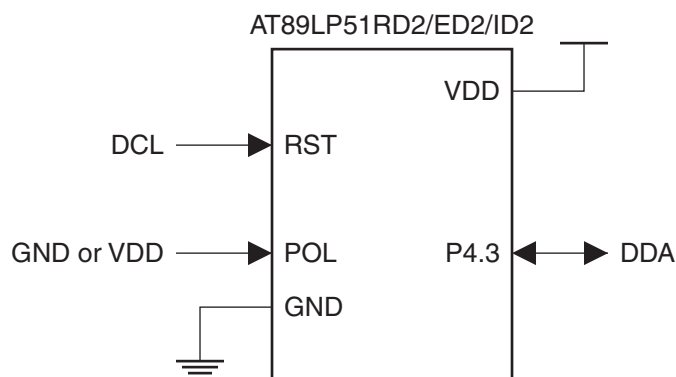 AT89LP51RD2/ED2/ID2
VDD
DCL
RST
GND or VDD
POL
P4.3
DDA
GND